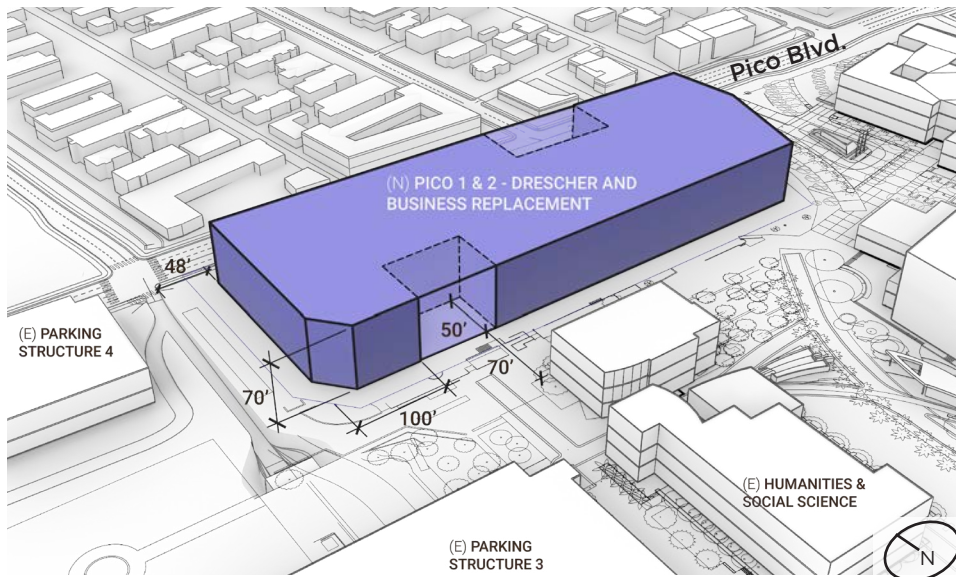 Pico Blvd.
(N) PICO 1 & 2 - DRESCHER AND
BUSINESS REPLACEMENT
48’
(E) PARKING
STRUCTURE 4
50’
70’
70’
100’
(E) HUMANITIES &
SOCIAL SCIENCE
(E) PARKING
STRUCTURE 3
N